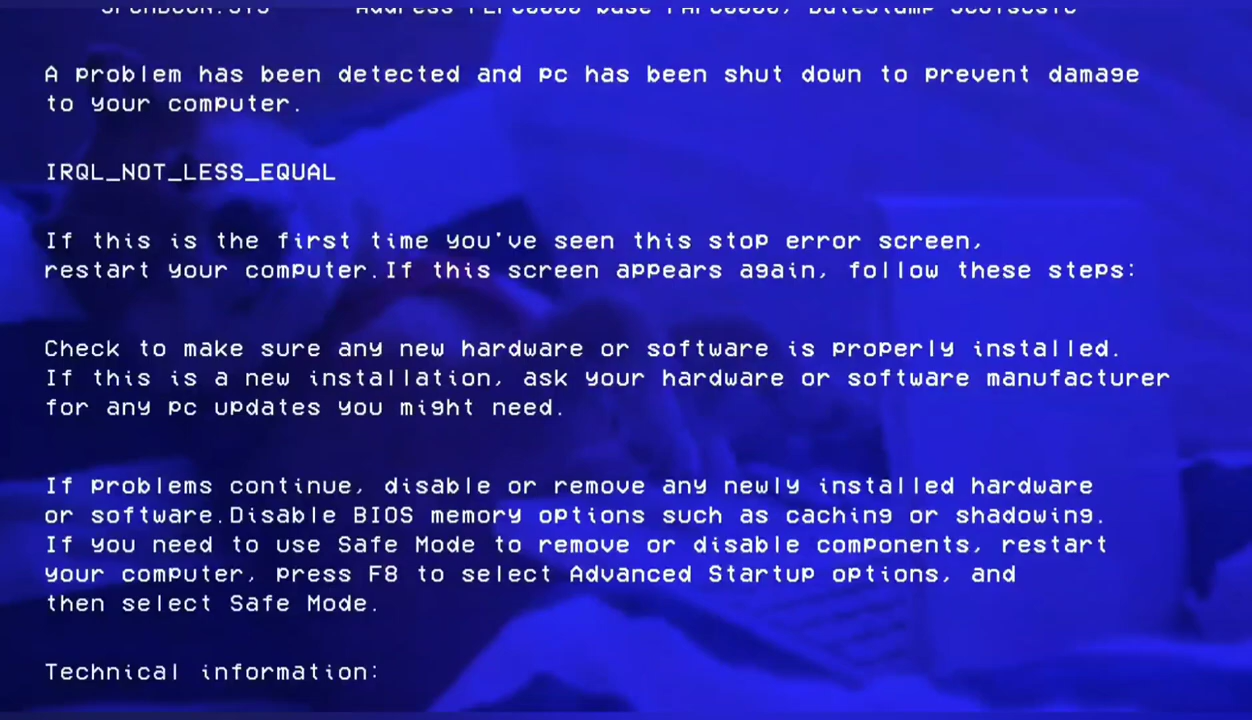 A problem has been detected and pc has been shut down to prevent damage
to your computer.
IRQL_NOT_LESS_EQUAL
If this is the first time you've seen this stop error screen,
restart your computer.If this screen appears again, follow these steps:
Check to make sure any new hardware or software is properly installed.
If this is a new installation, ask your hardware or software manufacturer
for any pc updates you might need.
If problems continue, disable or remove any newly installed hardware
or software.Disable BIOS memory options such as caching or shadowing.
If you need to use Safe Mode to remove or disable components, restart
your computer, press F8 to select Advanced Startup options, and
then select Safe Mode.
Technical information: